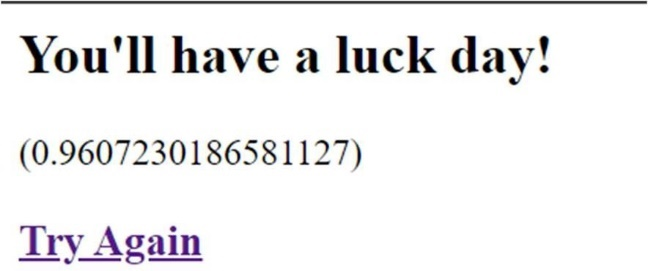 You'll have a luck day!
(0.9607230186581127)
Try Again